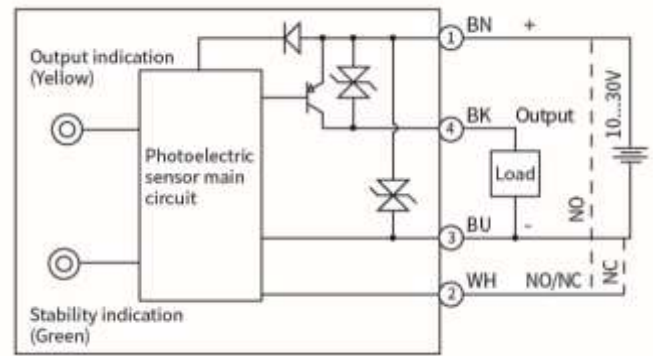 Output indication
(Yellow)
Photoelectric
sensor main
circuit
Stability indication
(Green)
1 BN +
4 BK Output
Load
10...30V
3 BU -
NO
2 WH NO/NC
NC